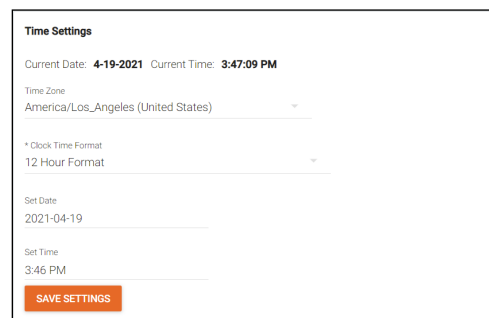 Time Settings
Current Date: 4-19-2021 Current Time: 3:47:09 PM
Time Zone
America/Los_Angeles (United States)
* Clock Time Format
12 Hour Format
Set Date
2021-04-19
Set Time
3:46 PM
SAVE SETTINGS